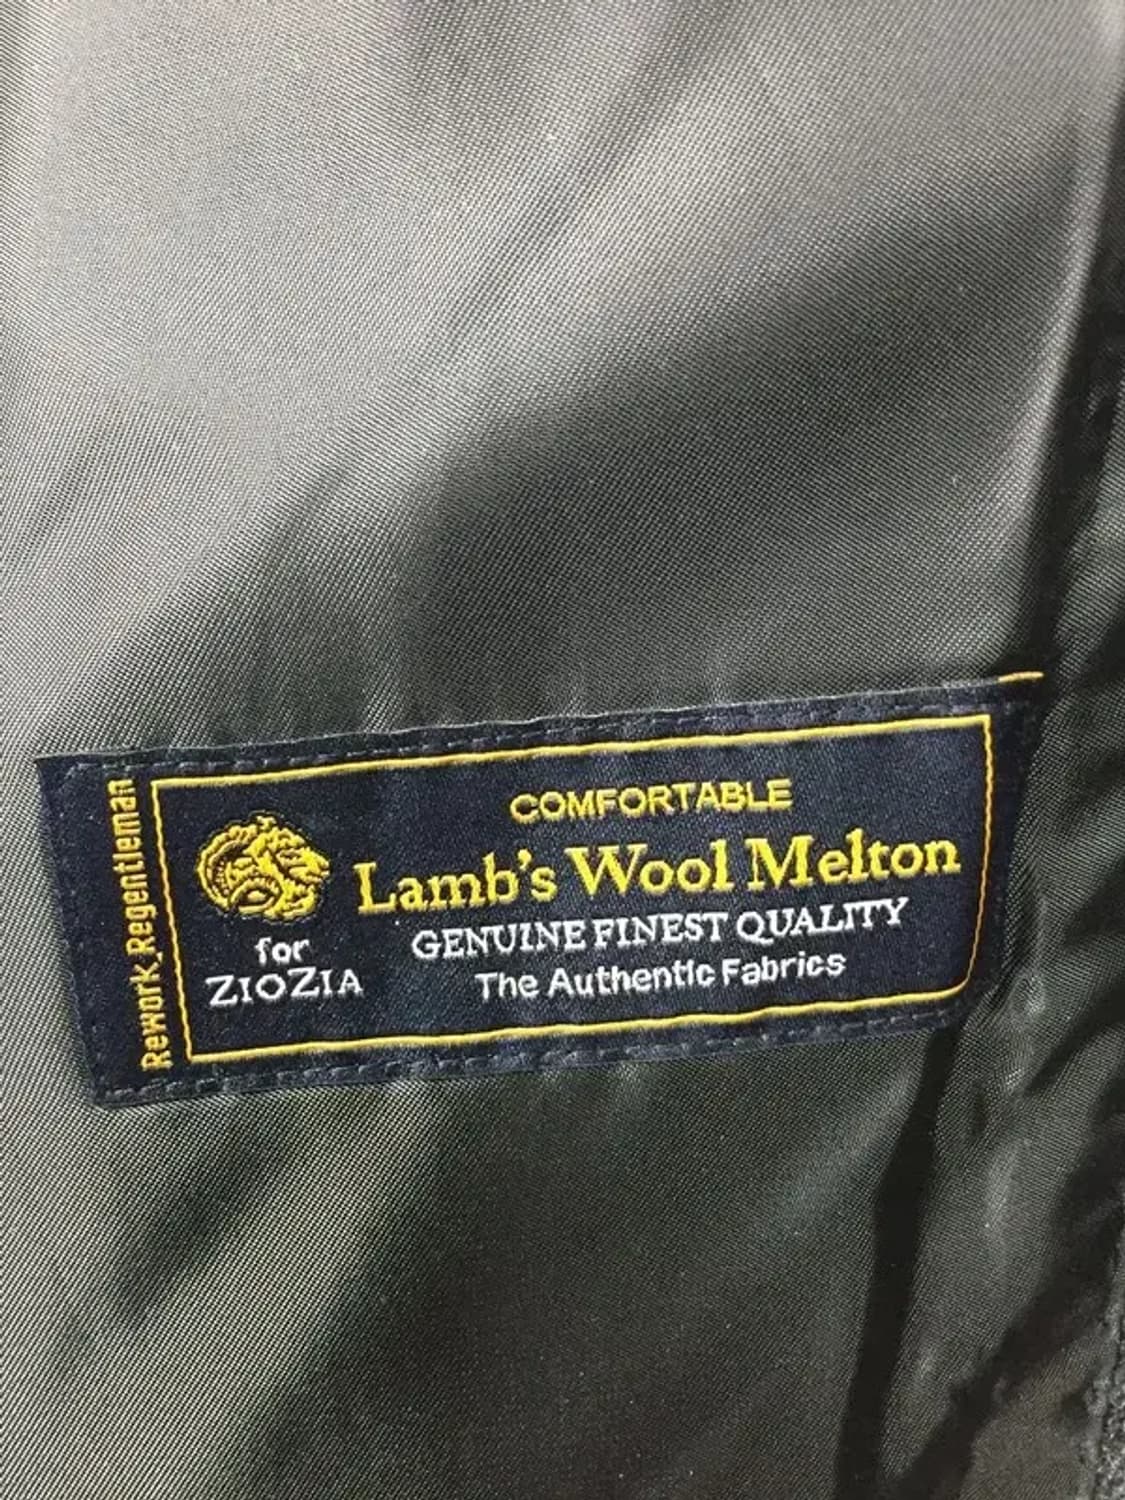 Rework_Regentleman
COMFORTABLE
Lamb's Wool Melton
GENUINE FINEST QUALITY
The Authentic Fabrics
for
ZIOZIA